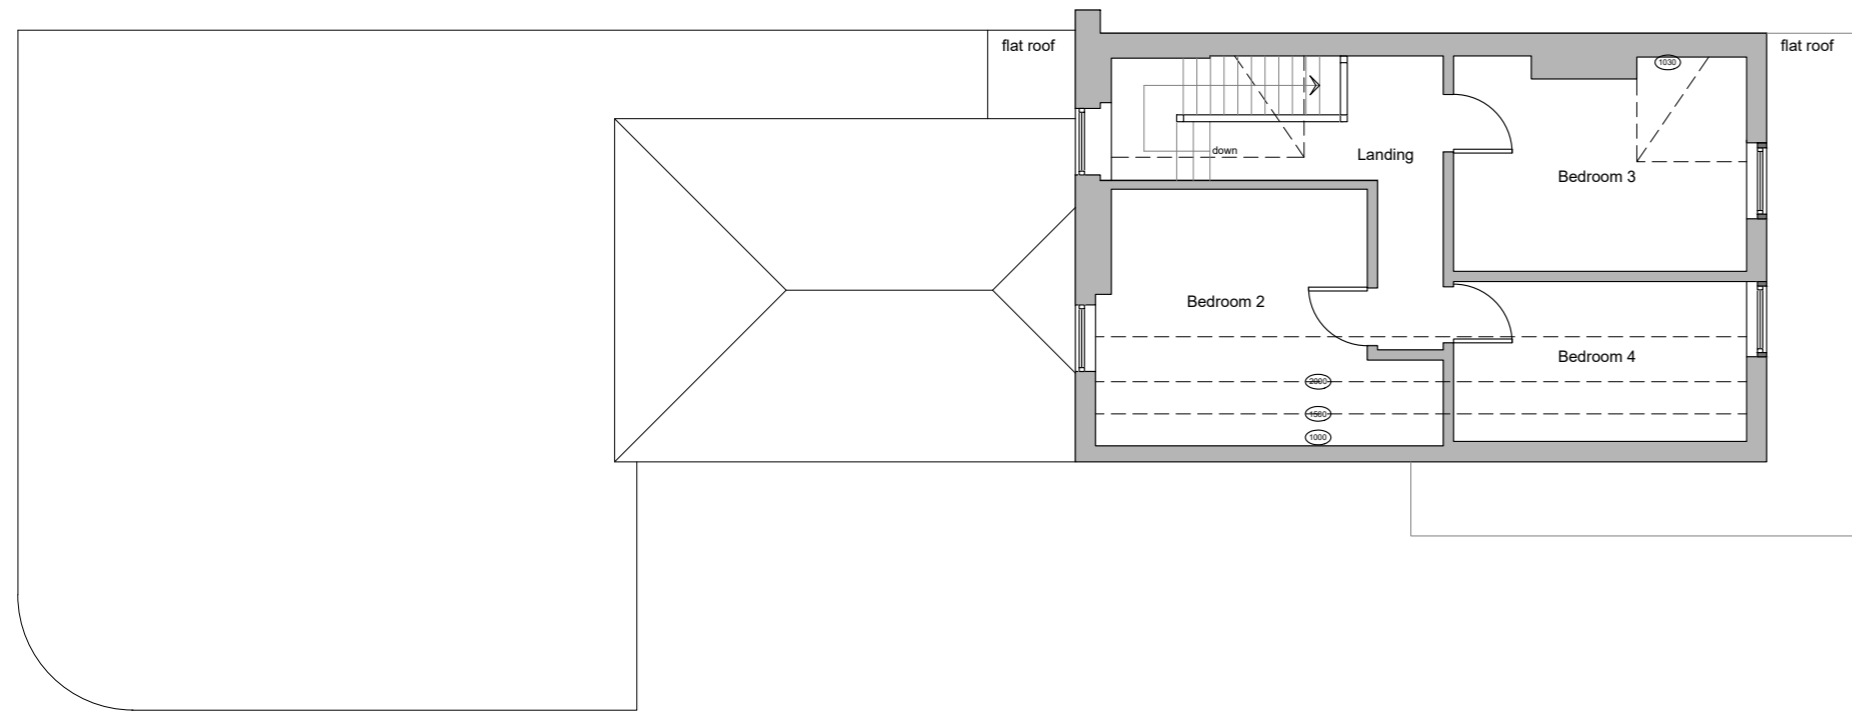 flat roof
flat roof
1030
down
Landing
Bedroom 3
Bedroom 2
Bedroom 4
2000
1500
1000